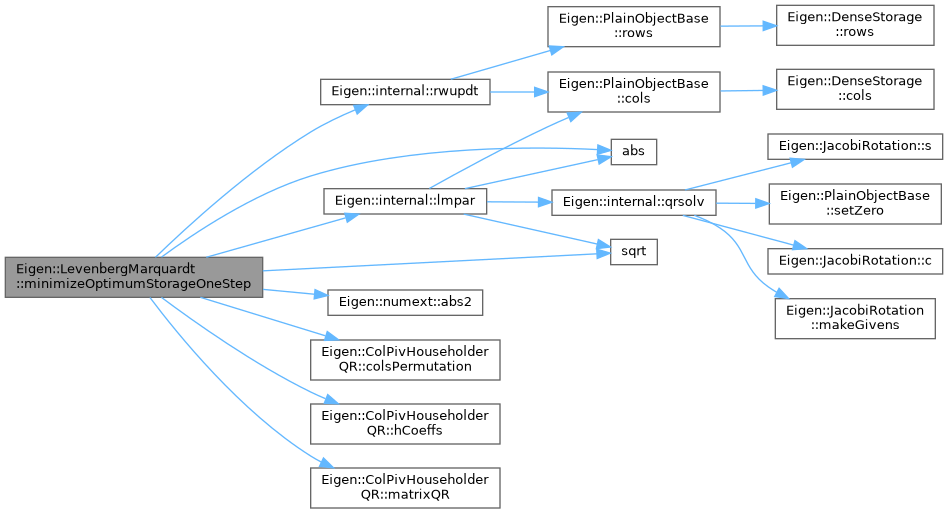 Eigen::LevenbergMarquardt
::minimizeOptimumStorageOneStep
Eigen::internal::rwupdt
Eigen::internal::lmpar
Eigen::numext::abs2
Eigen::ColPivHouseholder
QR::colsPermutation
Eigen::ColPivHouseholder
QR::hCoeffs
Eigen::ColPivHouseholder
QR::matrixQR
Eigen::PlainObjectBase
::rows
Eigen::PlainObjectBase
::cols
abs
Eigen::internal::qrsolv
sqrt
Eigen::DenseStorage
::rows
Eigen::DenseStorage
::cols
Eigen::JacobiRotation::s
Eigen::PlainObjectBase
::setZero
Eigen::JacobiRotation::c
Eigen::JacobiRotation
::makeGivens